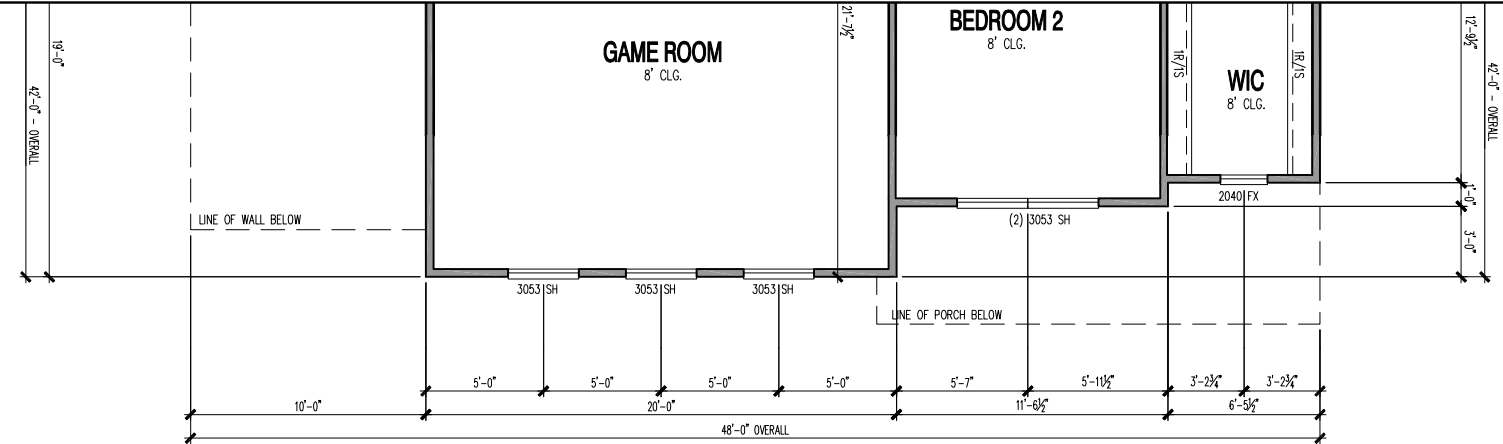 19'-0"
42'-0" - OVERALL
GAME ROOM
8' CLG.
21'-7½"
BEDROOM 2
8' CLG.
1R/1S
WIC
8' CLG.
1R/1S
12'-9½"
42'-0" - OVERALL
1'-0"
3'-0"
LINE OF WALL BELOW
2040 FX
(2) 3053 SH
3053 SH
3053 SH
3053 SH
LINE OF PORCH BELOW
5'-0"
5'-0"
5'-0"
5'-0"
5'-7"
5'-11½"
3'-2¾"
3'-2¾"
10'-0"
20'-0"
11'-6½"
6'-5½"
48'-0" OVERALL